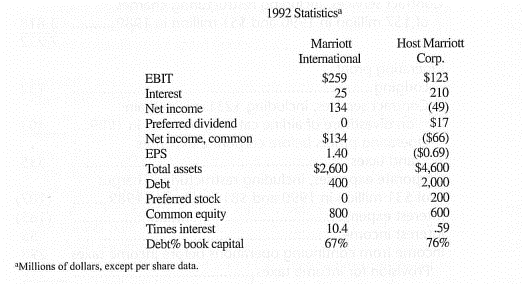 1992 Statisticsᵃ
Marriott Host Marriott
International Corp.
EBIT $259 $123
Interest 25 210
Net income 134 (49)
Preferred dividend 0 $17
Net income, common $134 ($66)
EPS 1.40 ($0.69)
Total assets $2,600 $4,600
Debt 400 2,000
Preferred stock 0 200
Common equity 800 600
Times interest 10.4 .59
Debt% book capital 67% 76%
ᵃMillions of dollars, except per share data.